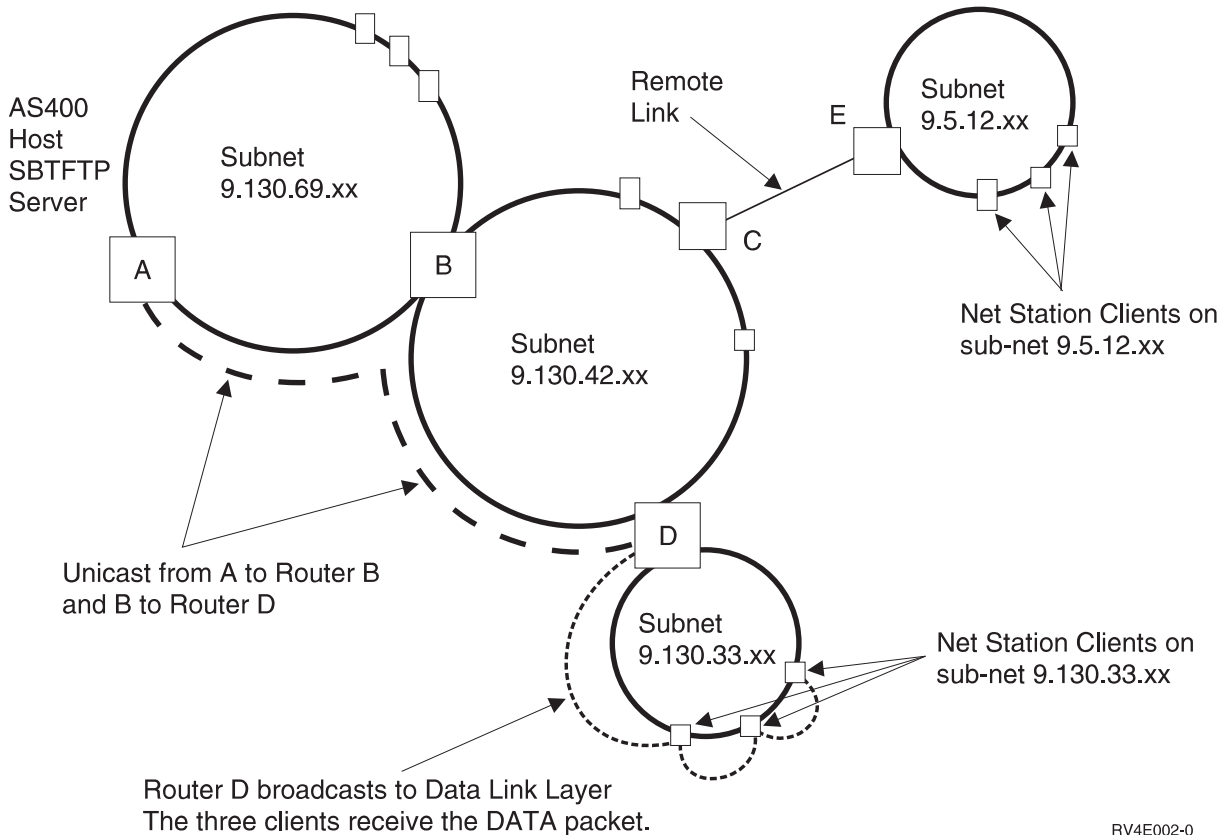 AS400
Host
SBTFTP
Server
Subnet
9.130.69.xx
A
B
Remote
Link
E
C
Subnet
9.5.12.xx
Net Station Clients on
sub-net 9.5.12.xx
Subnet
9.130.42.xx
Unicast from A to Router B
and B to Router D
D
Subnet
9.130.33.xx
Net Station Clients on
sub-net 9.130.33.xx
Router D broadcasts to Data Link Layer
The three clients receive the DATA packet.
RV4E002-0